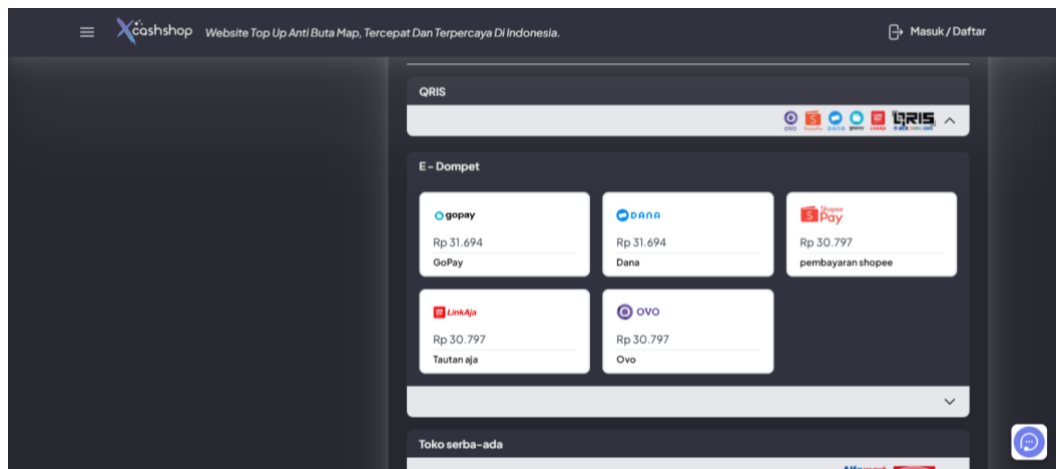 Xcashshop Website Top Up Anti Buta Map, Tercepat Dan Terpercaya Di Indonesia. Masuk / Daftar
QRIS
QRIS
E - Dompet
gopay
Rp 31.694
GoPay
DANA
Rp 31.694
Dana
Shopee
Pay
Rp 30.797
pembayaran shopee
LinkAja
Rp 30.797
Tautan aja
OVO
Rp 30.797
Ovo
Toko serba-ada